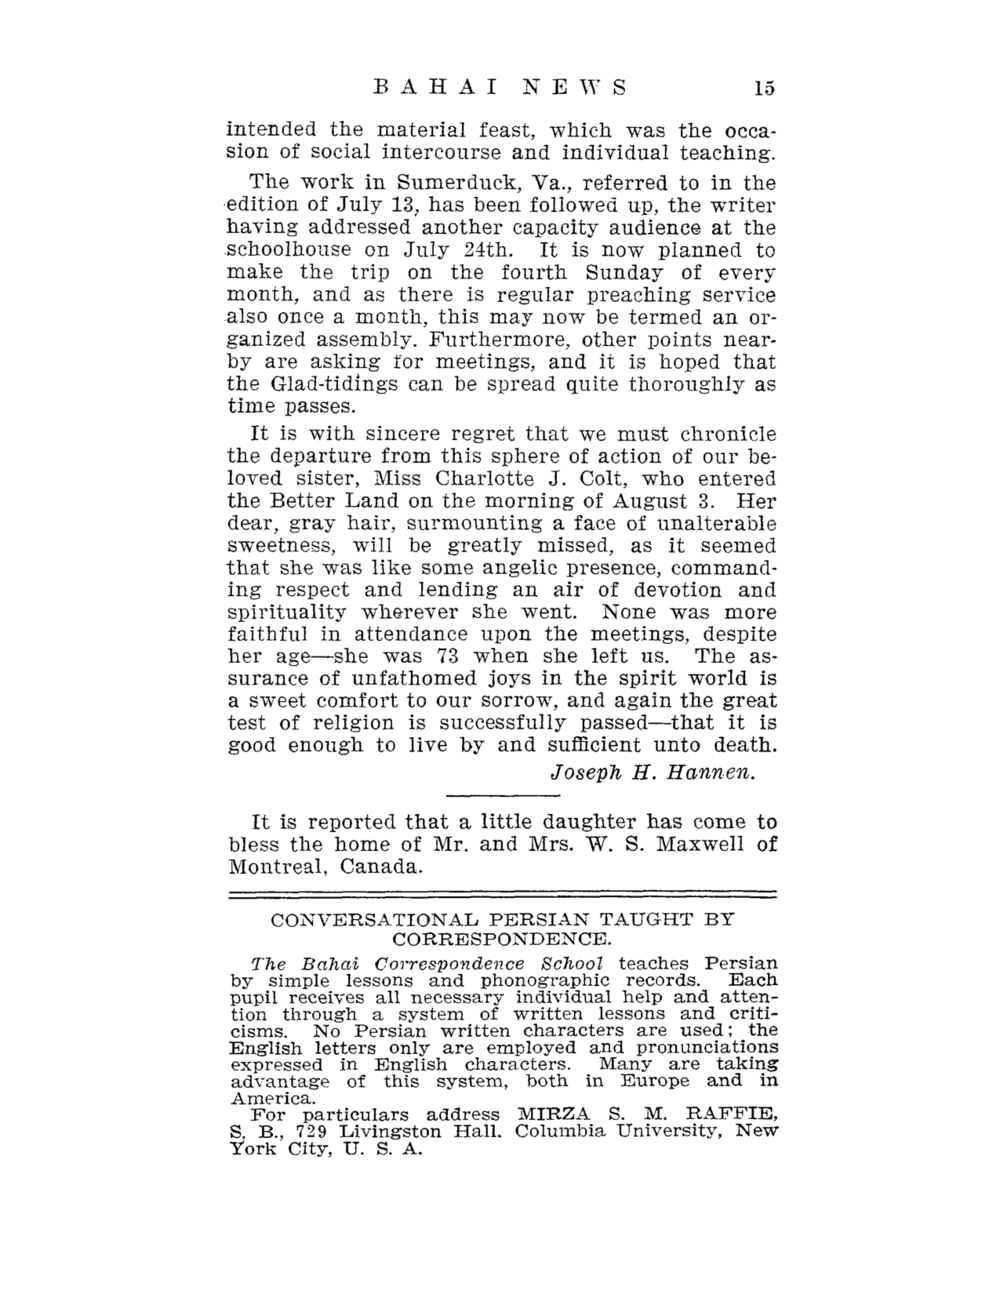 BAHAI NEWS 15
intended the material feast, which was the occa-
sion of social intercourse and individual teaching.
The work in Sumerduck, Va., referred to in the
edition of July 13, has been followed up, the writer
having addressed another capacity audience at the
schoolhouse on July 24th. It is now planned to
make the trip on the fourth Sunday of every
month, and as there is regular preaching service
also once a month, this may now be termed an or-
ganized assembly. Furthermore, other points near-
by are asking for meetings, and it is hoped that
the Glad-tidings can be spread quite thoroughly as
time passes.
It is with sincere regret that we must chronicle
the departure from this sphere of action of our be-
loved sister, Miss Charlotte J. Colt, who entered
the Better Land on the morning of August 3. Her
dear, gray hair, surmounting a face of unalterable
sweetness, will be greatly missed, as it seemed
that she was like some angelic presence, command-
ing respect and lending an air of devotion and
spirituality wherever she went. None was more
faithful in attendance upon the meetings, despite
her age—she was 73 when she left us. The as-
surance of unfathomed joys in the spirit world is
a sweet comfort to our sorrow, and again the great
test of religion is successfully passed—that it is
good enough to live by and sufficient unto death.
Joseph H. Hannen.
It is reported that a little daughter has come to
bless the home of Mr. and Mrs. W. S. Maxwell of
Montreal, Canada.
CONVERSATIONAL PERSIAN TAUGHT BY
CORRESPONDENCE.
The Bahai Correspondence School teaches Persian
by simple lessons and phonographic records. Each
pupil receives all necessary individual help and atten-
tion through a system of written lessons and criti-
cisms. No Persian written characters are used; the
English letters only are employed and pronunciations
expressed in English characters. Many are taking
advantage of this system, both in Europe and in
America.
For particulars address MIRZA S. M. RAFFIE,
S. B., 729 Livingston Hall. Columbia University, New
York City, U. S. A.